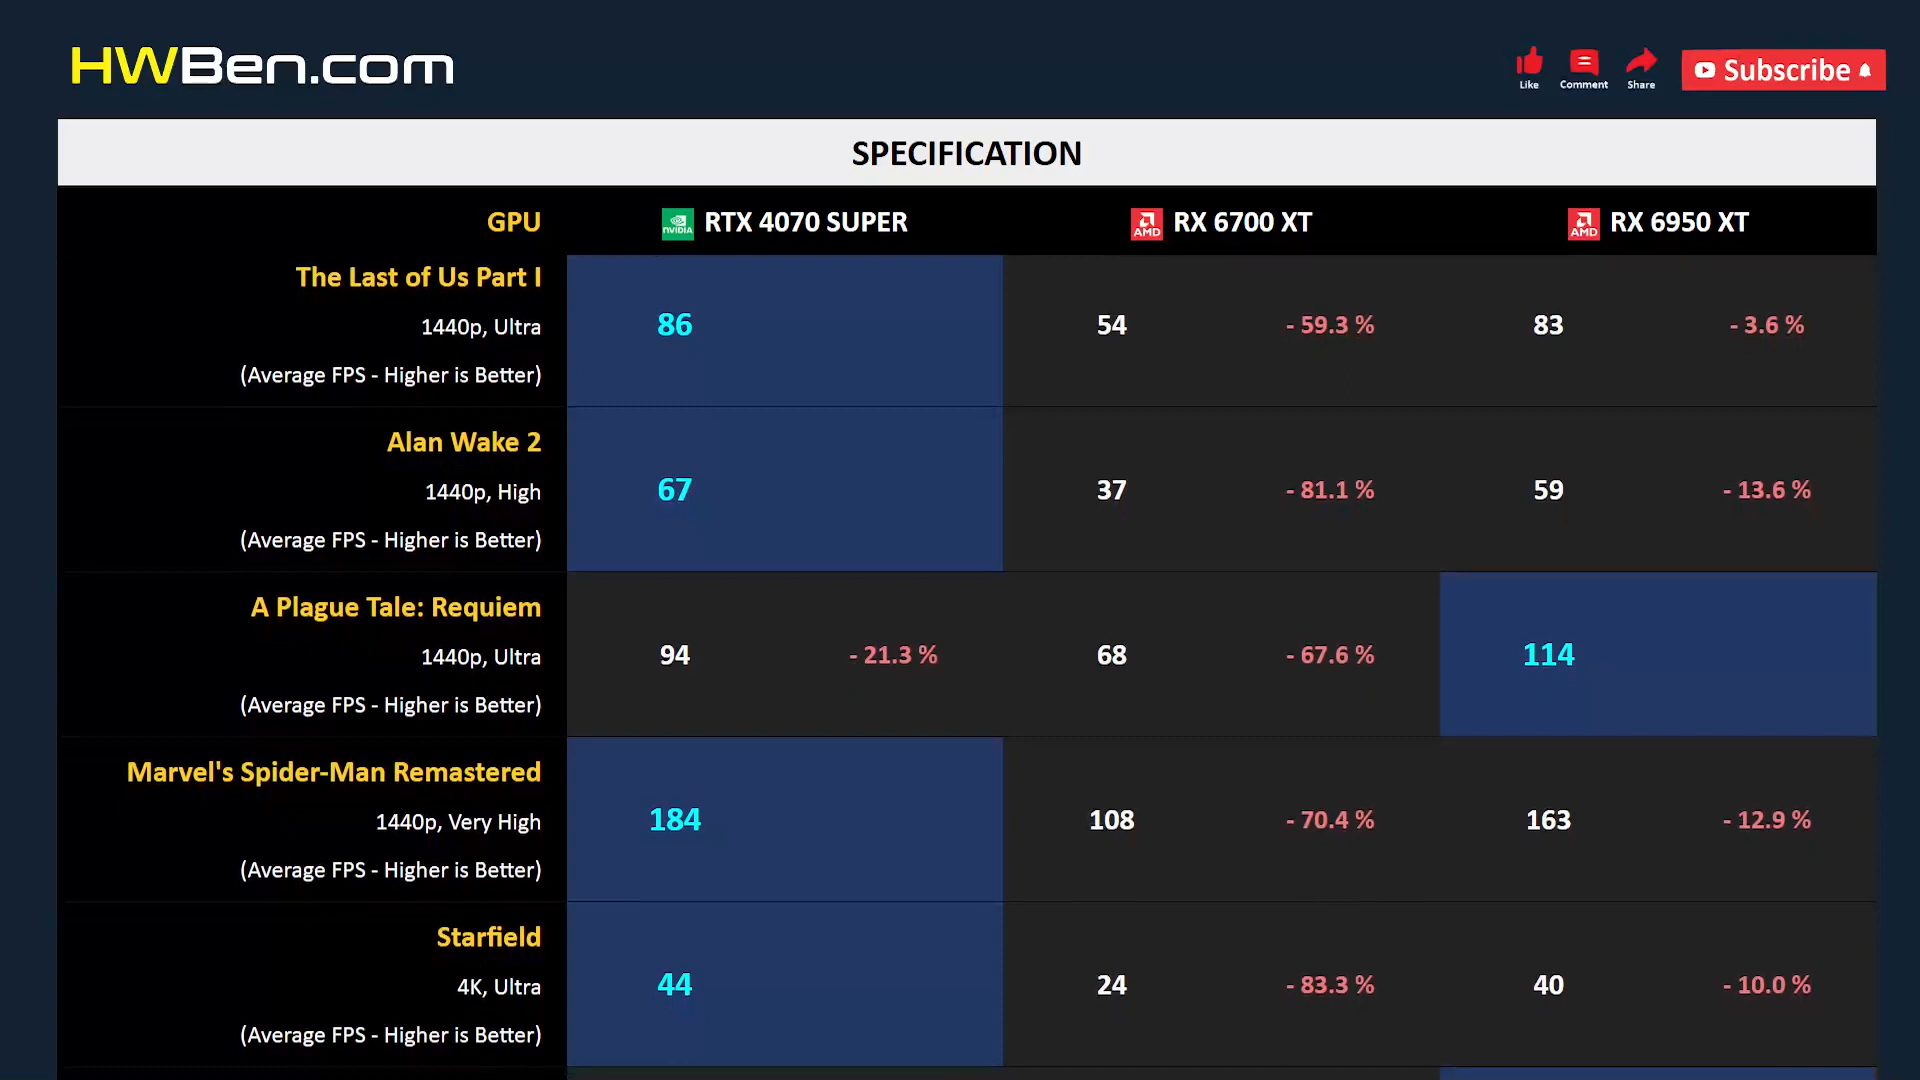 HWBen.com
Like
Comment
Share
Subscribe
SPECIFICATION
GPU
NVIDIA
RTX 4070 SUPER
AMD
RX 6700 XT
AMD
RX 6950 XT
The Last of Us Part I
1440p, Ultra
(Average FPS - Higher is Better)
86
54
- 59.3 %
83
- 3.6 %
Alan Wake 2
1440p, High
(Average FPS - Higher is Better)
67
37
- 81.1 %
59
- 13.6 %
A Plague Tale: Requiem
1440p, Ultra
(Average FPS - Higher is Better)
94
- 21.3 %
68
- 67.6 %
114
Marvel's Spider-Man Remastered
1440p, Very High
(Average FPS - Higher is Better)
184
108
- 70.4 %
163
- 12.9 %
Starfield
4K, Ultra
(Average FPS - Higher is Better)
44
24
- 83.3 %
40
- 10.0 %